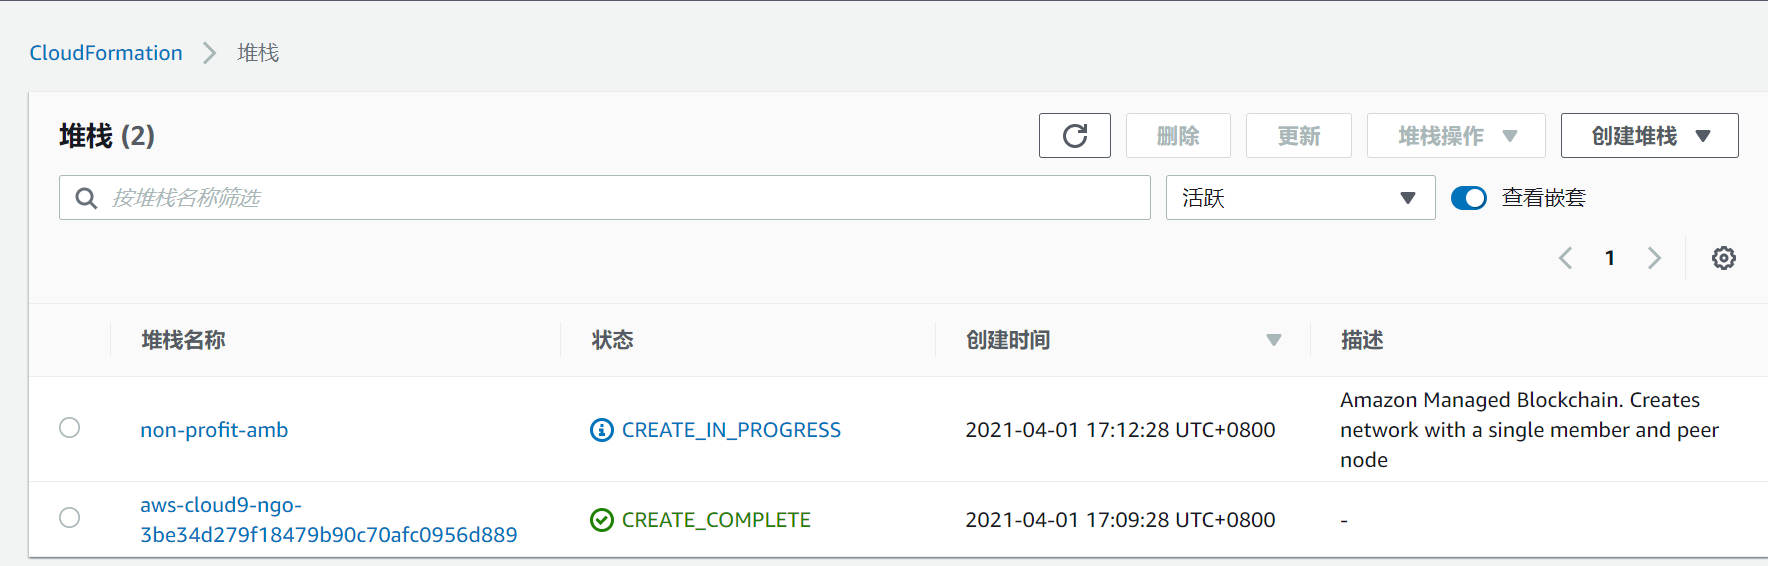 CloudFormation 堆栈
堆栈 (2)
删除 更新 堆栈操作 创建堆栈
按堆栈名称筛选 活跃 查看嵌套
1
堆栈名称 状态 创建时间 描述
non-profit-amb CREATE_IN_PROGRESS 2021-04-01 17:12:28 UTC+0800 Amazon Managed Blockchain. Creates
network with a single member and peer
node
aws-cloud9-ngo-
3be34d279f18479b90c70afc0956d889 CREATE_COMPLETE 2021-04-01 17:09:28 UTC+0800 -